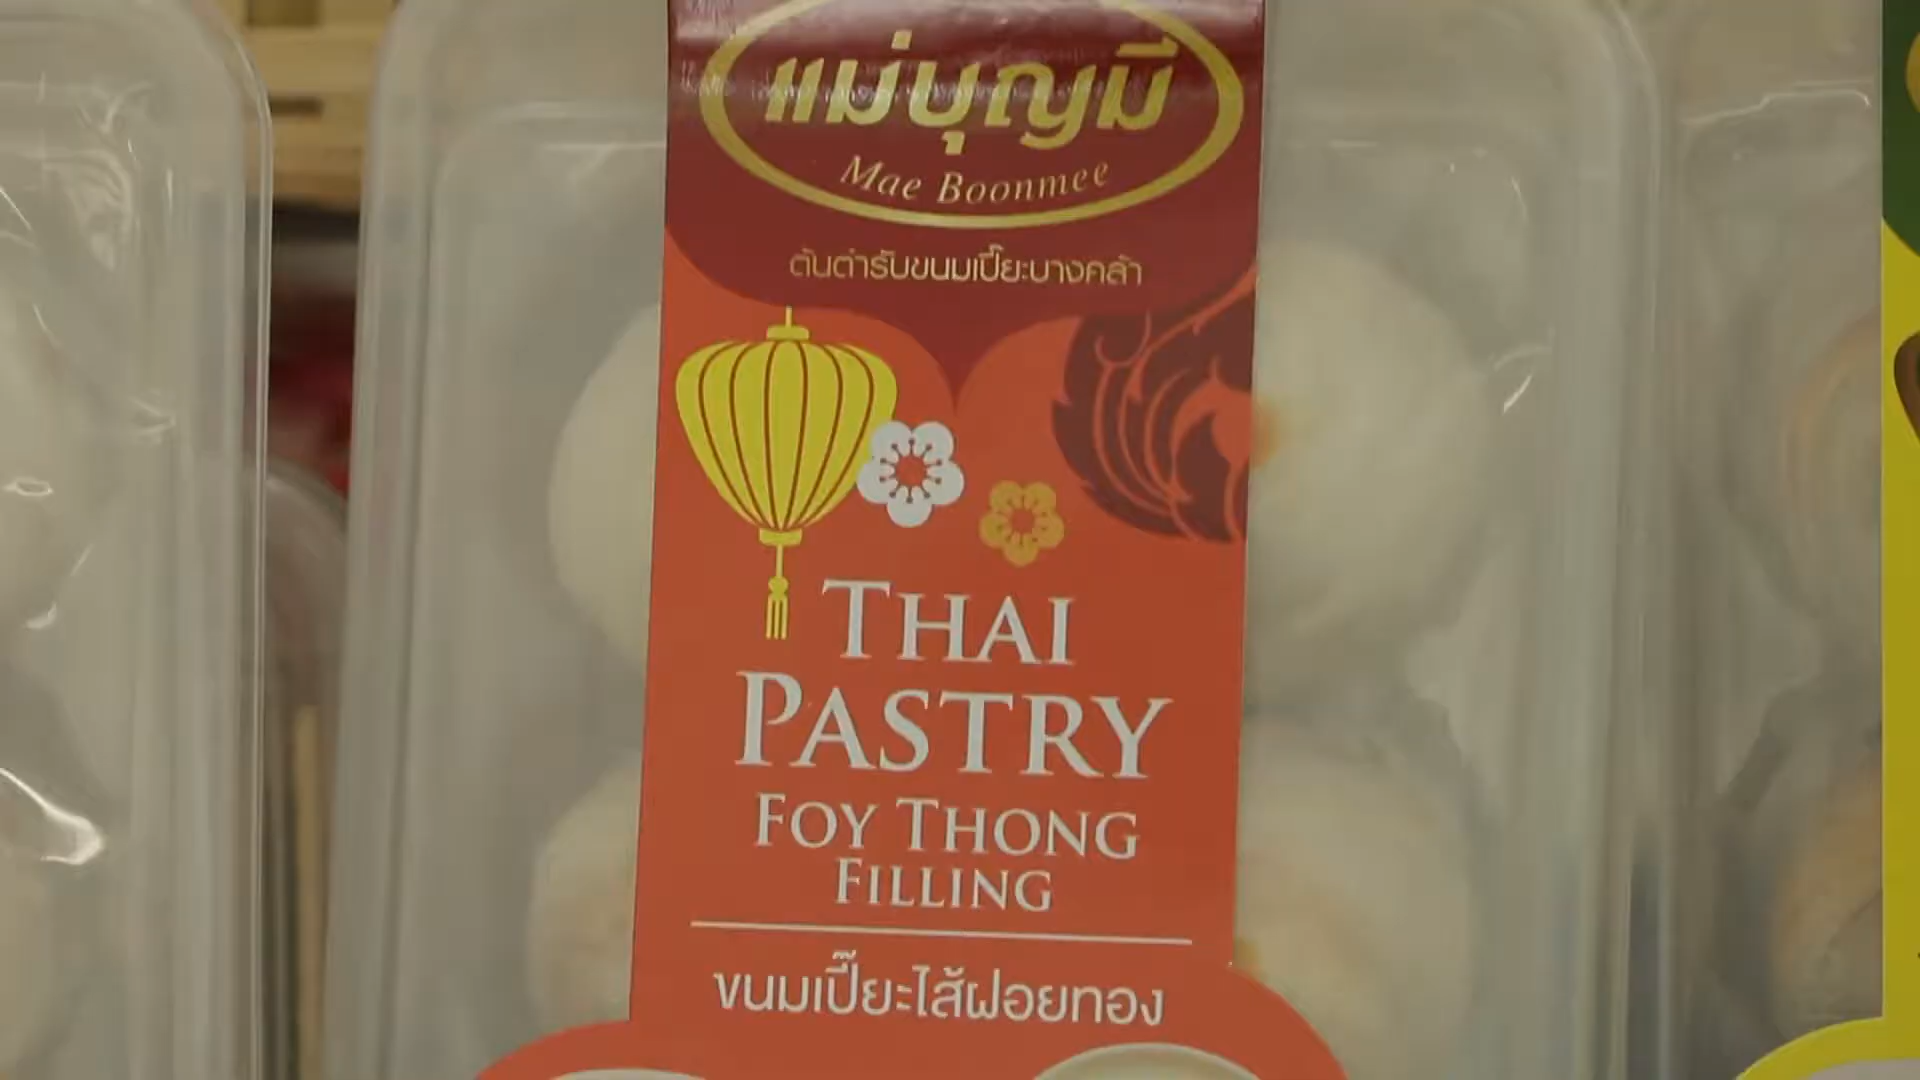 แม่บุญมี
Mae Boonmee
ต้นตำรับขนมเปี๊ยะบางคล้า
THAI
PASTRY
FOY THONG
FILLING
ขนมเปี๊ยะไส้ฝอยทอง